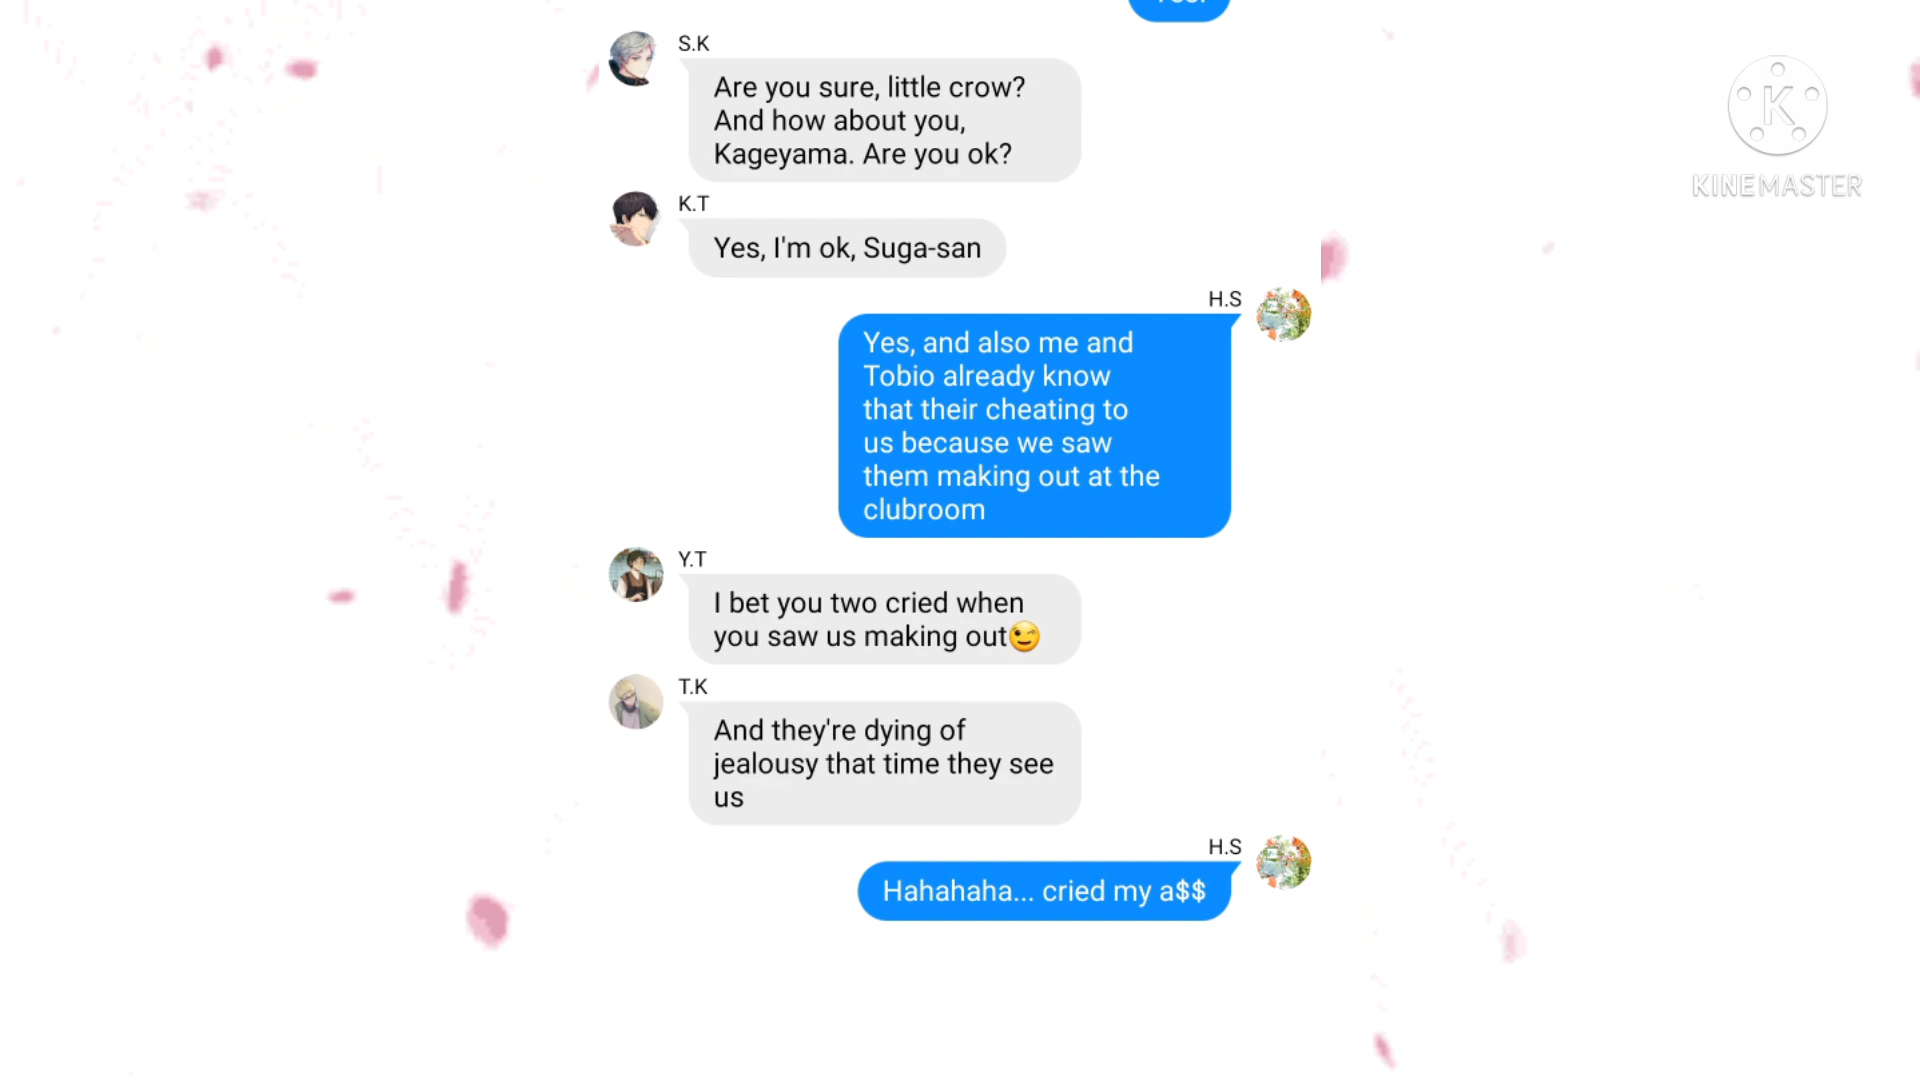 S.K
Are you sure, little crow?
And how about you,
Kageyama. Are you ok?
K.T
Yes, I'm ok, Suga-san
H.S
Yes, and also me and
Tobio already know
that their cheating to
us because we saw
them making out at the
clubroom
Y.T
I bet you two cried when
you saw us making out😉
T.K
And they're dying of
jealousy that time they see
us
H.S
Hahahaha... cried my a$$
K
KINEMASTER